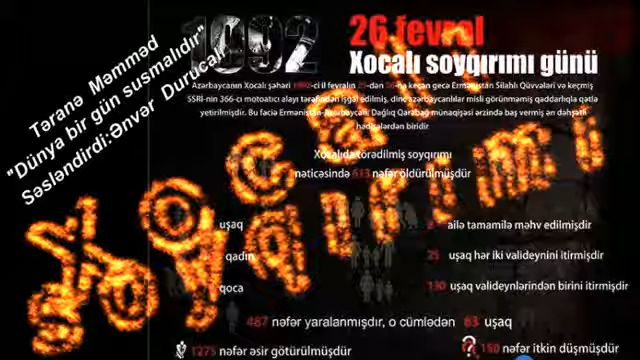 Təranə Məmməd
"Dünya bir gün susmalıdır"
Səsləndirdi:Ənvər Durucalı
1992
26 fevral
Xocalı soyqırımı günü
Azərbaycanın Xocalı şəhəri 1992-ci il fevralın 25-dən 26-na keçən gecə Ermənistan Silahlı Qüvvələri və keçmiş
SSRİ-nin 366-cı motoatıcı alayı tərəfindən işğal edilmiş, dinc azərbaycanlılar misli görünməmiş qəddarlıqla qətlə
yetirilmişdir. Bu faciə Ermənistan-Azərbaycan, Dağlıq Qarabağ münaqişəsi ərzində baş vermiş ən dəhşətli
hadisələrdən biridir
Xocalıda törədilmiş soyqırımı
nəticəsində 613 nəfər öldürülmüşdür
Xocalı
soyqırımı
uşaq
ailə tamamilə məhv edilmişdir
qadın
25 uşaq hər iki valideynini itirmişdir
qoca
130 uşaq valideynlərindən birini itirmişdir
487 nəfər yaralanmışdır, o cümlədən 63 uşaq
1275 nəfər əsir götürülmüşdür
150 nəfər itkin düşmüşdür